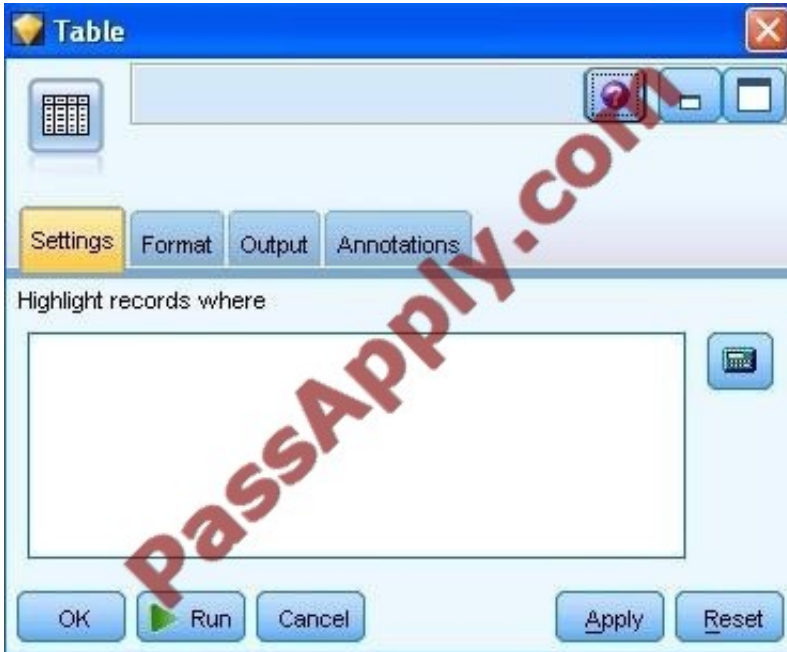 Table
Settings Format Output Annotations
Highlight records where
OK Run Cancel Apply Reset
PassApply.com